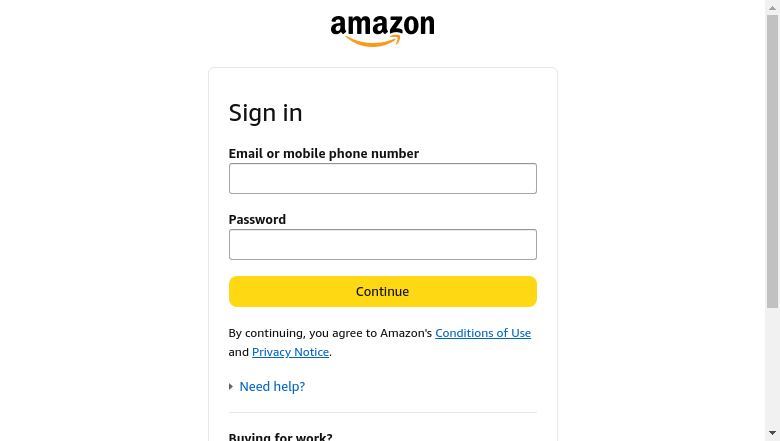 amazon
Sign in
Email or mobile phone number
Password
Continue
By continuing, you agree to Amazon's Conditions of Use
and Privacy Notice.
Need help?
Buying for work?